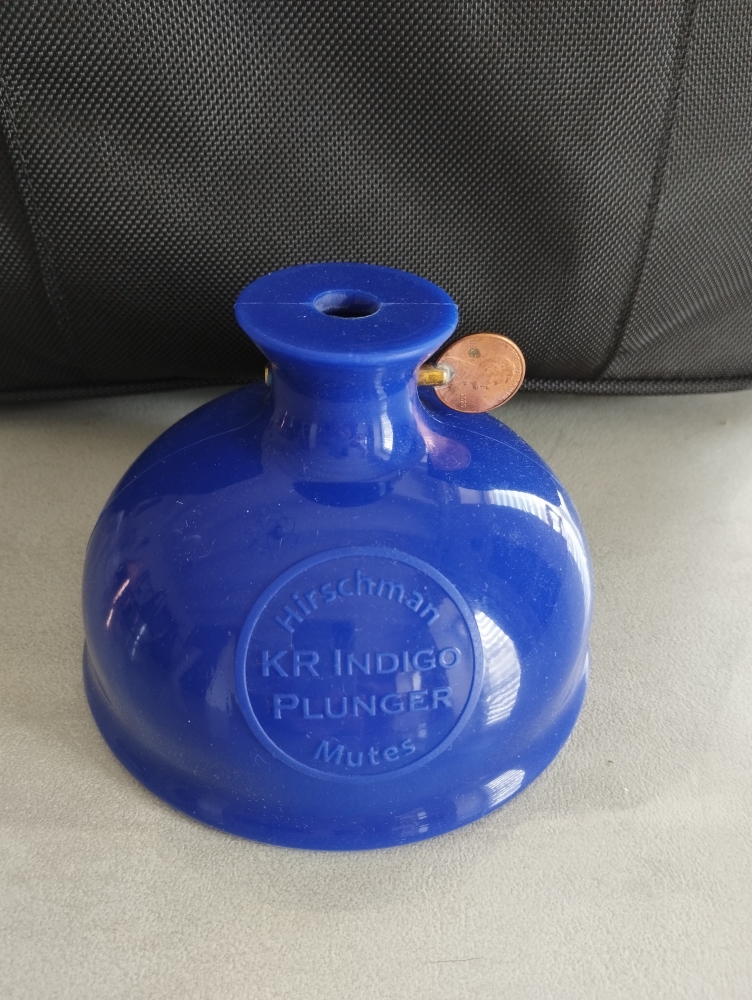 Hirschman
KR INDIGO
PLUNGER
Mutes